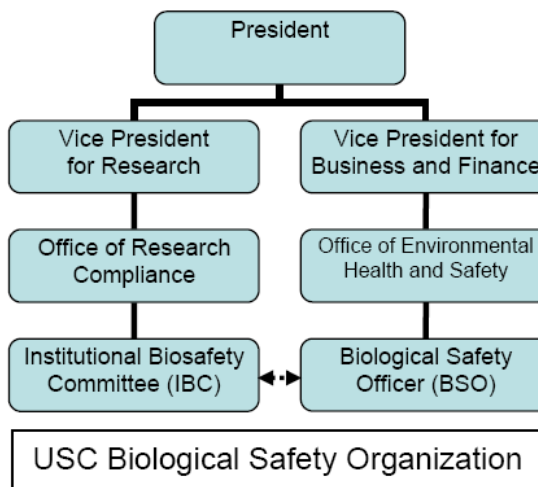 President
Vice President
for Research
Vice President for
Business and Finance
Office of Research
Compliance
Office of Environmental
Health and Safety
Institutional Biosafety
Committee (IBC)
Biological Safety
Officer (BSO)
USC Biological Safety Organization